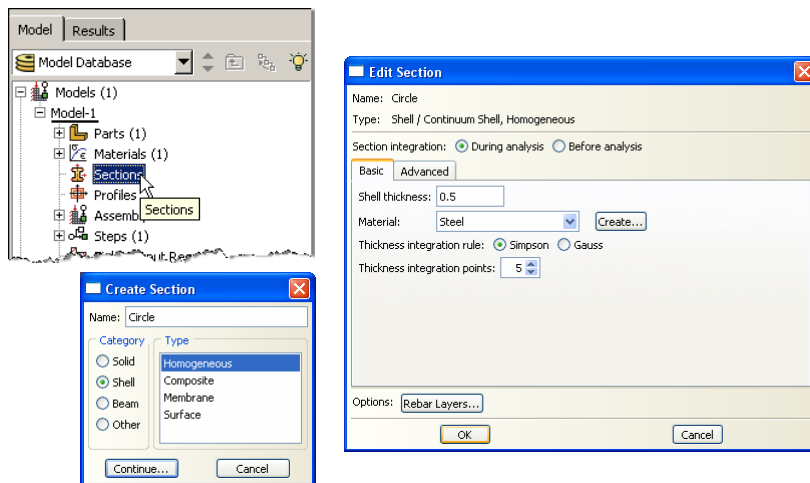 Model Results
Model Database
Models (1)
Model-1
Parts (1)
Materials (1)
Sections
Profiles
Sections
Assemb
Steps (1)
Create Section
Name: Circle
Category Type
Solid
Shell
Beam
Other
Homogeneous
Composite
Membrane
Surface
Continue... Cancel
Edit Section
Name: Circle
Type: Shell / Continuum Shell, Homogeneous
Section integration: During analysis Before analysis
Basic Advanced
Shell thickness: 0.5
Material: Steel Create...
Thickness integration rule: Simpson Gauss
Thickness integration points: 5
Options: Rebar Layers...
OK Cancel